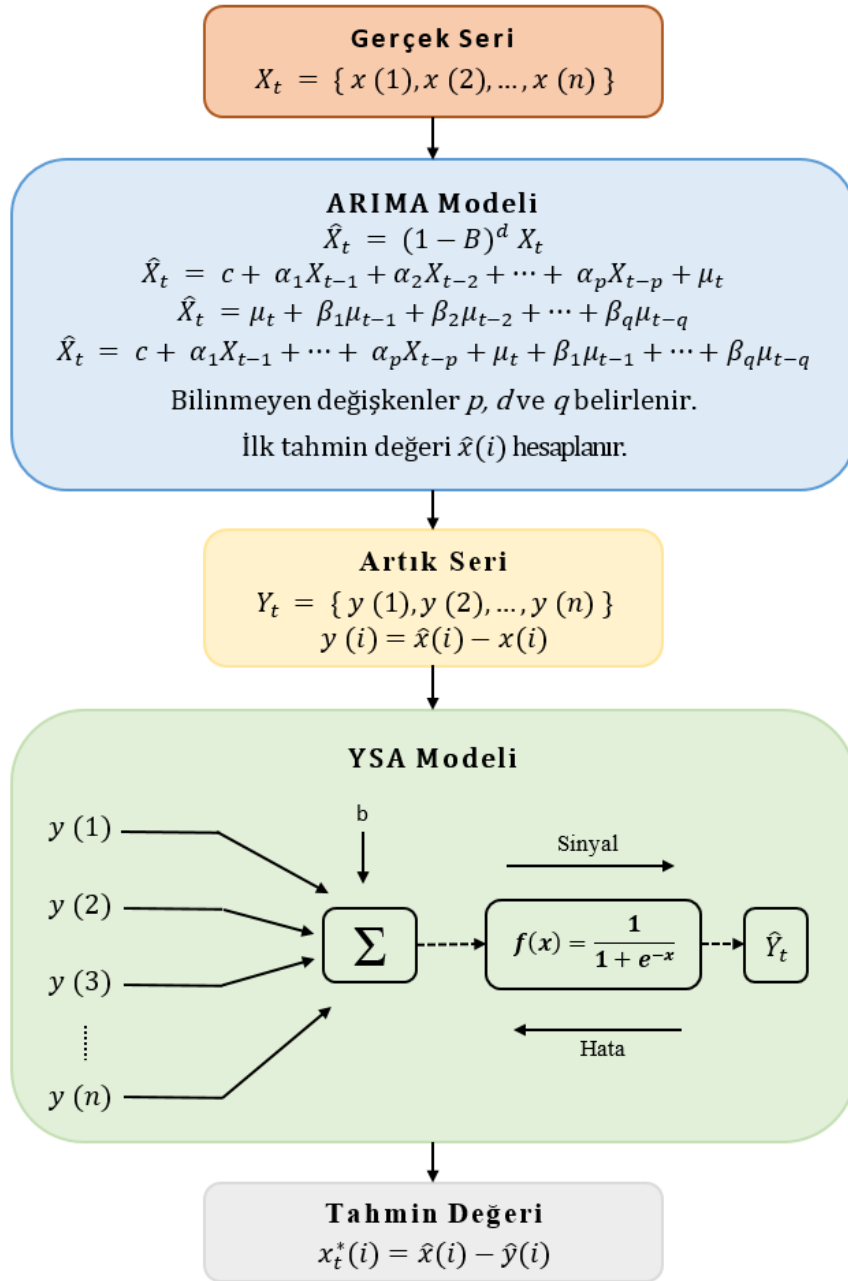 Gerçek Seri
X_t = { x (1), x (2), ..., x (n) }
ARIMA Modeli
X̂_t = (1 − B)^d X_t
X̂_t = c + α_1X_{t−1} + α_2X_{t−2} + ⋯ + α_pX_{t−p} + μ_t
X̂_t = μ_t + β_1μ_{t−1} + β_2μ_{t−2} + ⋯ + β_qμ_{t−q}
X̂_t = c + α_1X_{t−1} + ⋯ + α_pX_{t−p} + μ_t + β_1μ_{t−1} + ⋯ + β_qμ_{t−q}
Bilinmeyen değişkenler p, d ve q belirlenir.
İlk tahmin değeri x̂(i) hesaplanır.
Artık Seri
Y_t = { y (1), y (2), ..., y (n) }
y (i) = x̂(i) − x(i)
YSA Modeli
b
y (1)
Sinyal
y (2)
∑
f(x) = 1 / (1 + e^{−x})
Ŷ_t
y (3)
Hata
y (n)
Tahmin Değeri
x_t^*(i) = x̂(i) − ŷ(i)